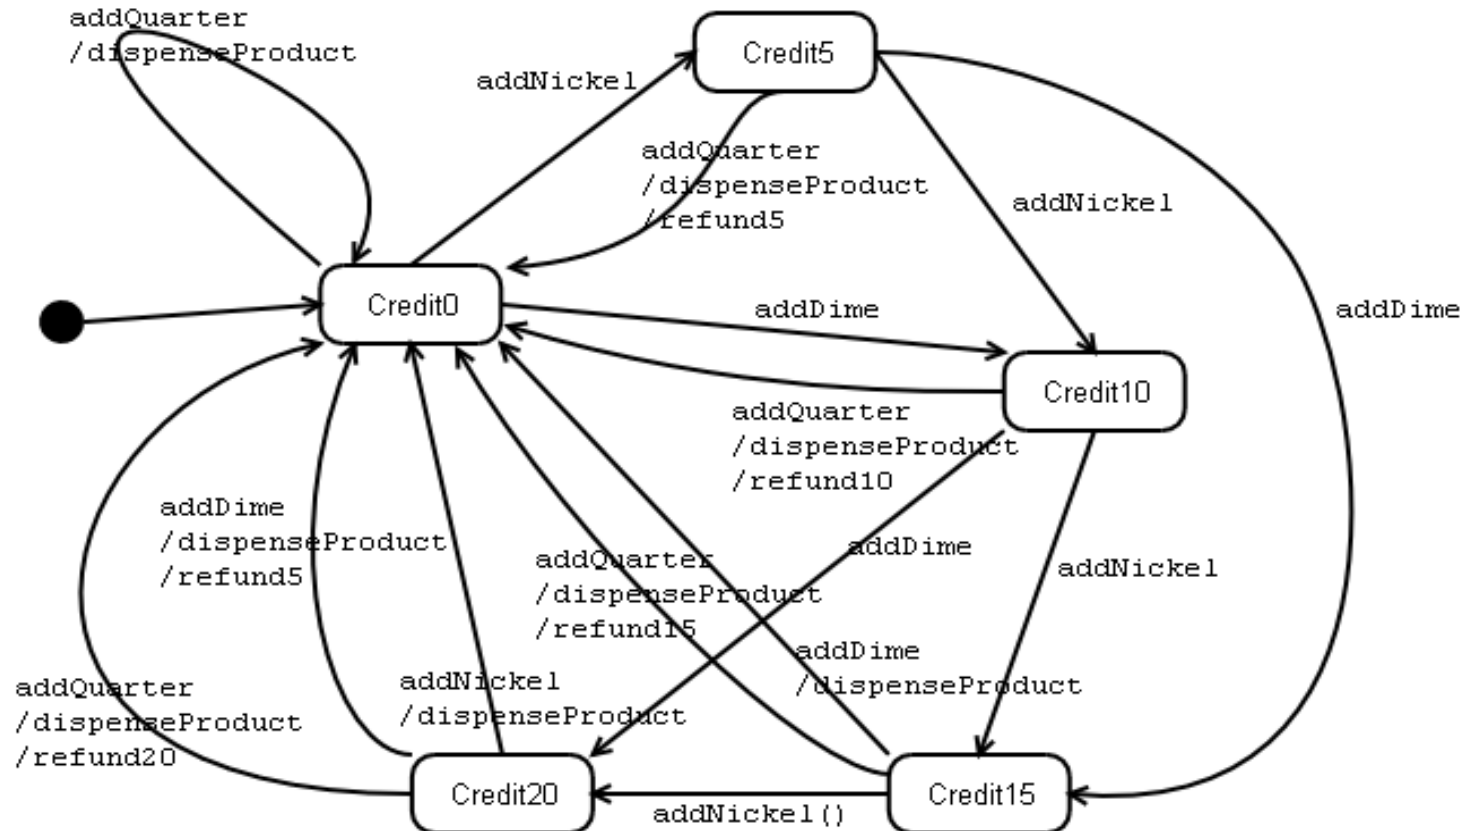 addQuarter
/dispenseProduct
Credit5
addNickel
addQuarter
/dispenseProduct
/refund5
addNickel
Credit0
addDime
addDime
Credit10
addQuarter
/dispenseProduct
/refund10
addDime
/dispenseProduct
/refund5
addQuarter
/dispenseProduct
/refund15
addDime
addNickel
addDime
/dispenseProduct
addQuarter
/dispenseProduct
/refund20
addNickel
/dispenseProduct
Credit20
addNickel()
Credit15